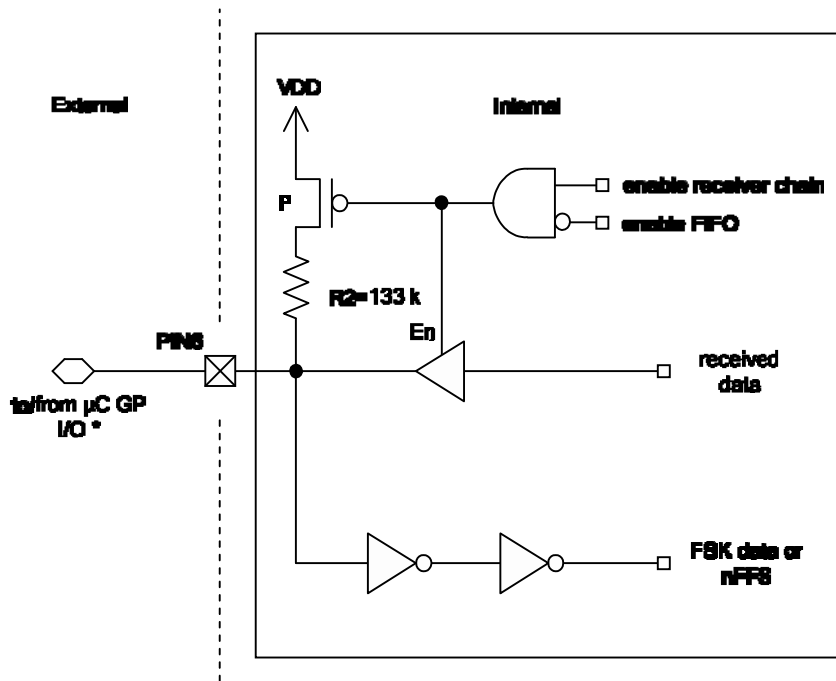 External
VDD
Internal
P
enable receiver chain
enable FIFO
R2=133 k
En
PIN6
received
data
to/from µC GP
I/O *
FSK data or
nFFS